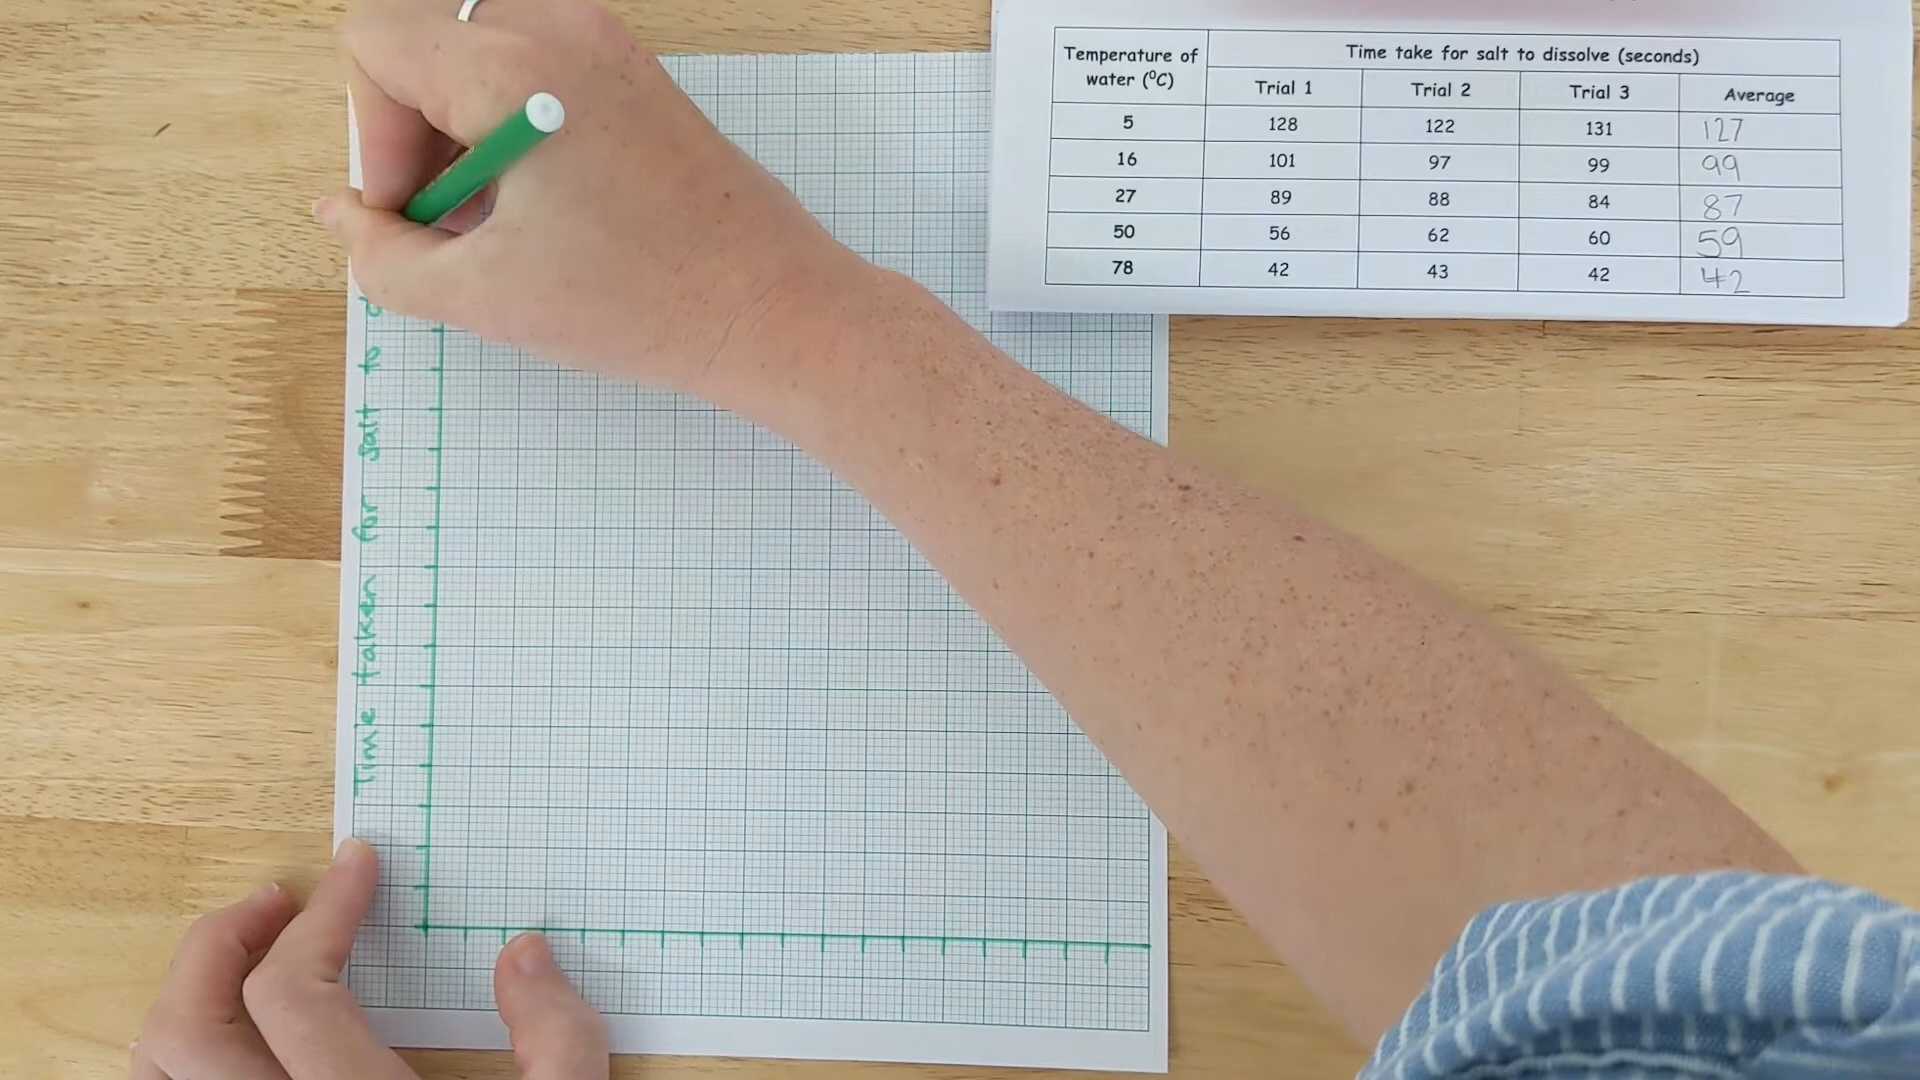 Temperature of water (⁰C) Time take for salt to dissolve (seconds)
Trial 1 Trial 2 Trial 3 Average
5 128 122 131 127
16 101 97 99 99
27 89 88 84 87
50 56 62 60 59
78 42 43 42 42
Time taken for salt to